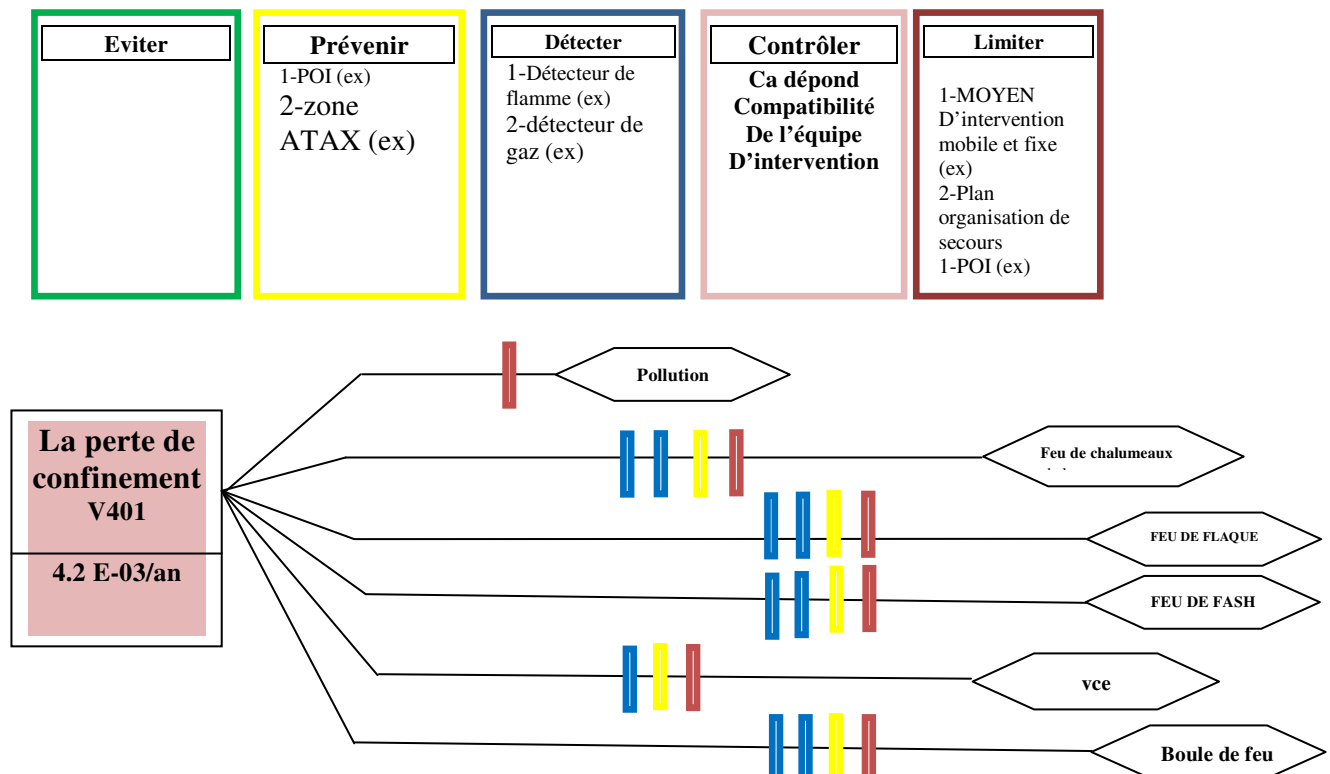 Eviter
Prévenir
1-POI (ex)
2-zone
ATAX (ex)
Détecter
1-Détecteur de
flamme (ex)
2-détecteur de
gaz (ex)
Contrôler
Ca dépond
Compatibilité
De l'équipe
D'intervention
Limiter
1-MOYEN
D'intervention
mobile et fixe
(ex)
2-Plan
organisation de
secours
1-POI (ex)
Pollution
La perte de
confinement
V401
4.2 E-03/an
Feu de chalumeaux
FEU DE FLAQUE
FEU DE FASH
vce
Boule de feu